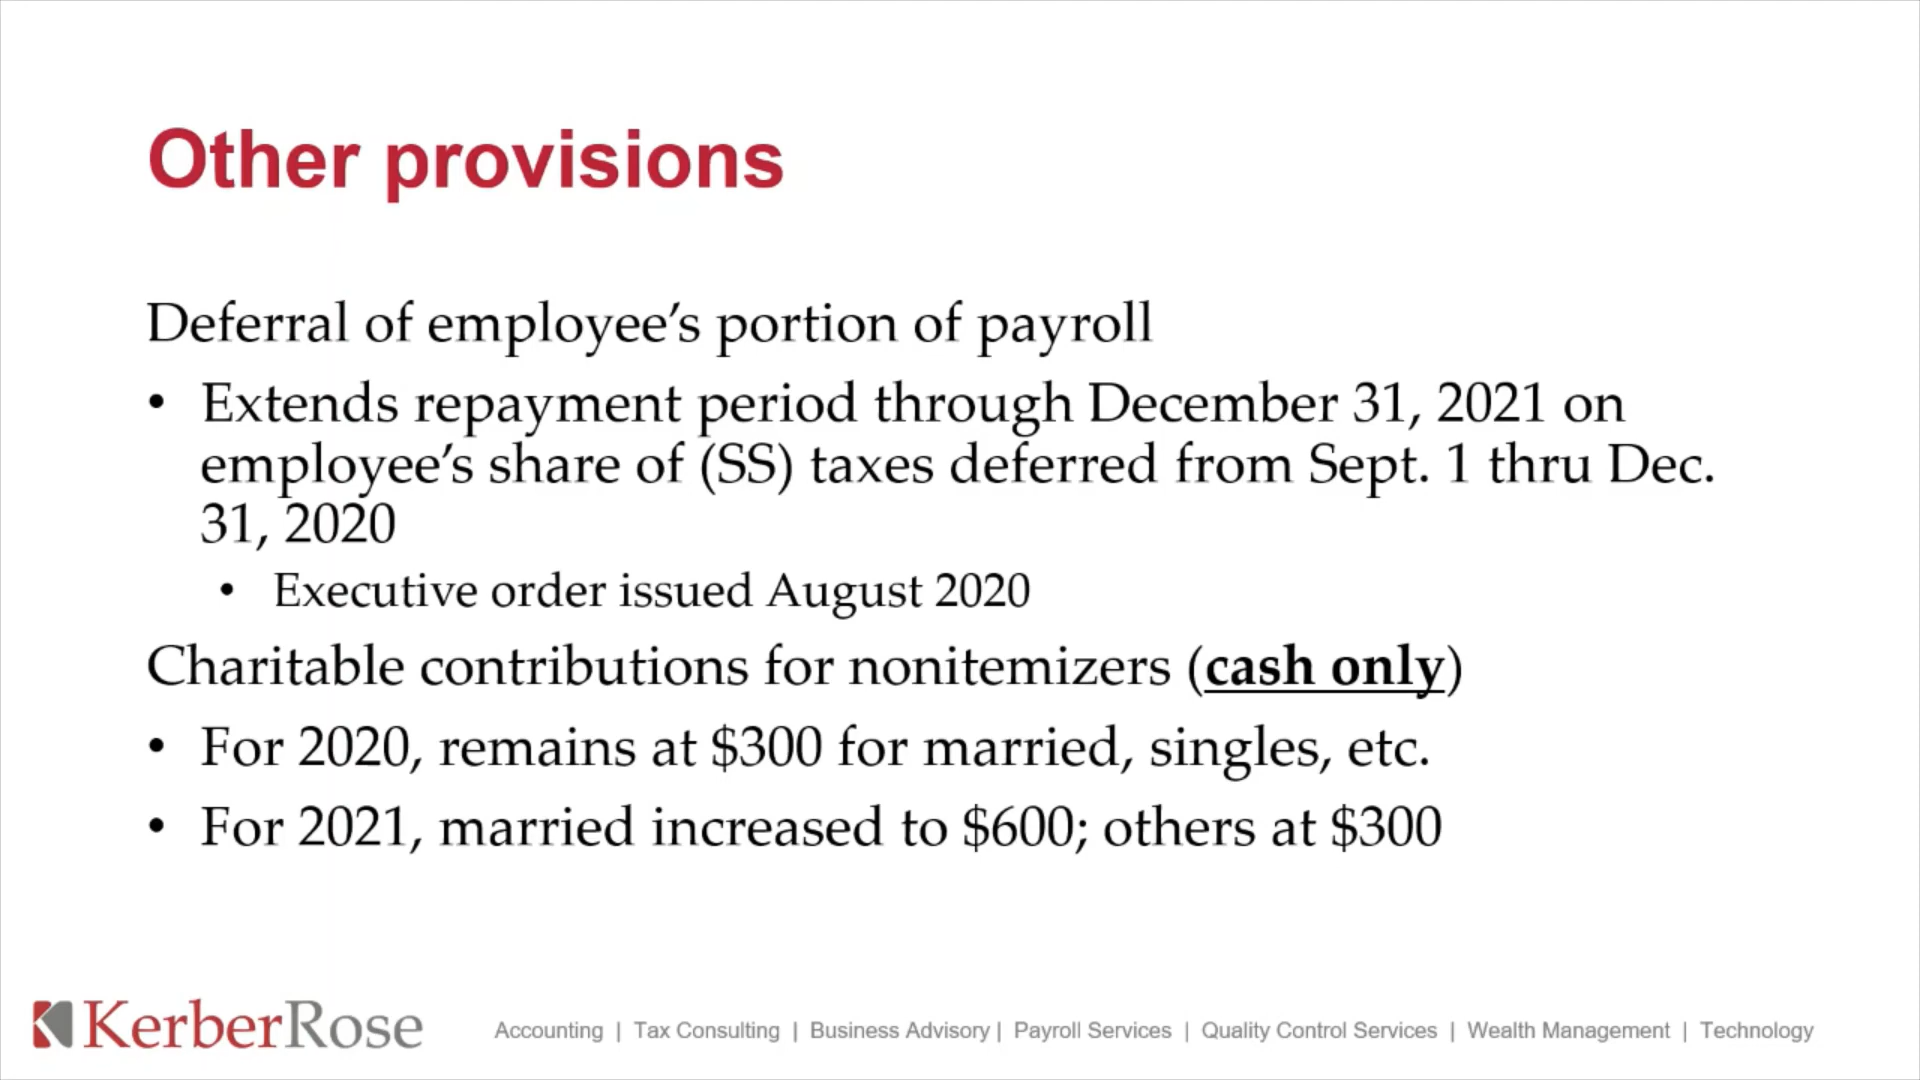 Other provisions
Deferral of employee’s portion of payroll
• Extends repayment period through December 31, 2021 on
employee’s share of (SS) taxes deferred from Sept. 1 thru Dec.
31, 2020
• Executive order issued August 2020
Charitable contributions for nonitemizers (cash only)
• For 2020, remains at $300 for married, singles, etc.
• For 2021, married increased to $600; others at $300
KerberRose
Accounting | Tax Consulting | Business Advisory | Payroll Services | Quality Control Services | Wealth Management | Technology